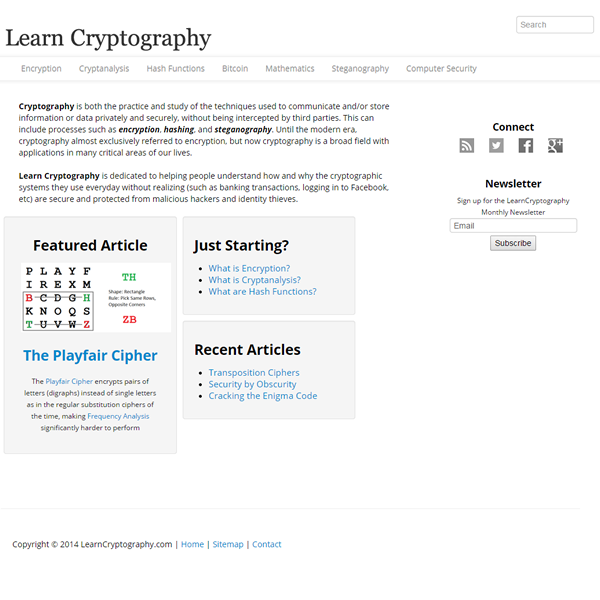 Search
Learn Cryptography
Encryption Cryptanalysis Hash Functions Bitcoin Mathematics Steganography Computer Security
Cryptography is both the practice and study of the techniques used to communicate and/or store
information or data privately and securely, without being intercepted by third parties. This can
include processes such as encryption, hashing, and steganography. Until the modern era,
cryptography almost exclusively referred to encryption, but now cryptography is a broad field with
applications in many critical areas of our lives.
Learn Cryptography is dedicated to helping people understand how and why the cryptographic
systems they use everyday without realizing (such as banking transactions, logging in to Facebook,
etc) are secure and protected from malicious hackers and identity thieves.
Connect
Newsletter
Sign up for the LearnCryptography
Monthly Newsletter
Email
Subscribe
Featured Article
P L A Y F
I R E X M
B C D G H
K N O Q S
T U V W Z
TH
Shape: Rectangle
Rule: Pick Same Rows,
Opposite Corners
ZB
The Playfair Cipher
The Playfair Cipher encrypts pairs of
letters (digraphs) instead of single letters
as in the regular substitution ciphers of
the time, making Frequency Analysis
significantly harder to perform
Just Starting?
What is Encryption?
What is Cryptanalysis?
What are Hash Functions?
Recent Articles
Transposition Ciphers
Security by Obscurity
Cracking the Enigma Code
Copyright © 2014 LearnCryptography.com | Home | Sitemap | Contact